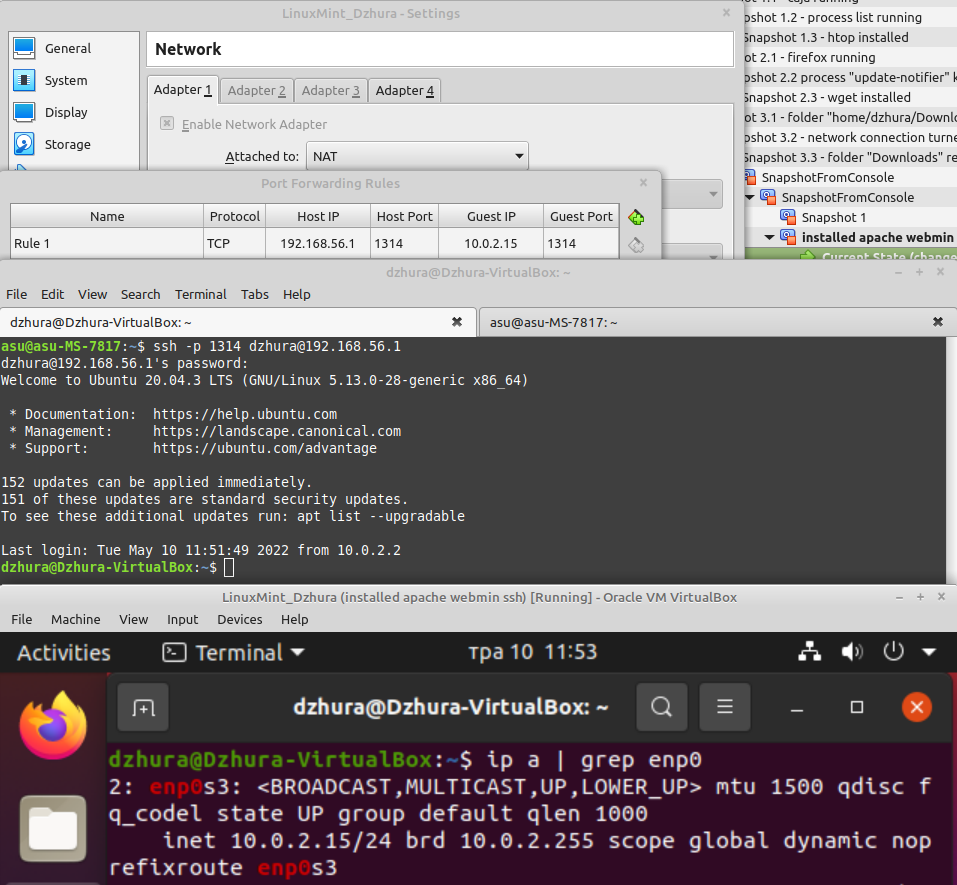 LinuxMint_Dzhura - Settings
General
System
Display
Storage
Network
Adapter 1 Adapter 2 Adapter 3 Adapter 4
Enable Network Adapter
Attached to: NAT
shot 1.2 - process list running
Snapshot 1.3 - htop installed
ot 2.1 - firefox running
pshot 2.2 process "update-notifier" k
Snapshot 2.3 - wget installed
ot 3.1 - folder "home/dzhura/Downlo
pshot 3.2 - network connection turne
Snapshot 3.3 - folder "Downloads" re
SnapshotFromConsole
SnapshotFromConsole
Snapshot 1
installed apache webmin
Current State (change
Port Forwarding Rules
Name Protocol Host IP Host Port Guest IP Guest Port
Rule 1 TCP 192.168.56.1 1314 10.0.2.15 1314
dzhura@Dzhura-VirtualBox: ~
File Edit View Search Terminal Tabs Help
dzhura@Dzhura-VirtualBox: ~ asu@asu-MS-7817: ~
asu@asu-MS-7817:~$ ssh -p 1314 dzhura@192.168.56.1
dzhura@192.168.56.1's password:
Welcome to Ubuntu 20.04.3 LTS (GNU/Linux 5.13.0-28-generic x86_64)
* Documentation: https://help.ubuntu.com
* Management: https://landscape.canonical.com
* Support: https://ubuntu.com/advantage
152 updates can be applied immediately.
151 of these updates are standard security updates.
To see these additional updates run: apt list --upgradable
Last login: Tue May 10 11:51:49 2022 from 10.0.2.2
dzhura@Dzhura-VirtualBox:~$
LinuxMint_Dzhura (installed apache webmin ssh) [Running] - Oracle VM VirtualBox
File Machine View Input Devices Help
Activities Terminal тра 10 11:53
dzhura@Dzhura-VirtualBox: ~
dzhura@Dzhura-VirtualBox:~$ ip a | grep enp0
2: enp0s3: <BROADCAST,MULTICAST,UP,LOWER_UP> mtu 1500 qdisc f
q_codel state UP group default qlen 1000
inet 10.0.2.15/24 brd 10.0.2.255 scope global dynamic nop
refixroute enp0s3